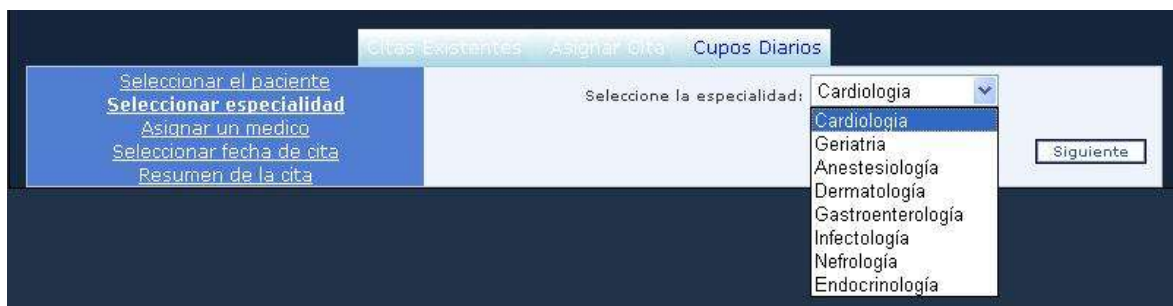 Citas Existentes Asignar Cita Cupos Diarios
Seleccionar el paciente
Seleccionar especialidad
Asignar un medico
Seleccionar fecha de cita
Resumen de la cita
Seleccione la especialidad: Cardiologia
Cardiologia
Geriatria
Anestesiología
Dermatología
Gastroenterología
Infectología
Nefrología
Endocrinología
Siguiente